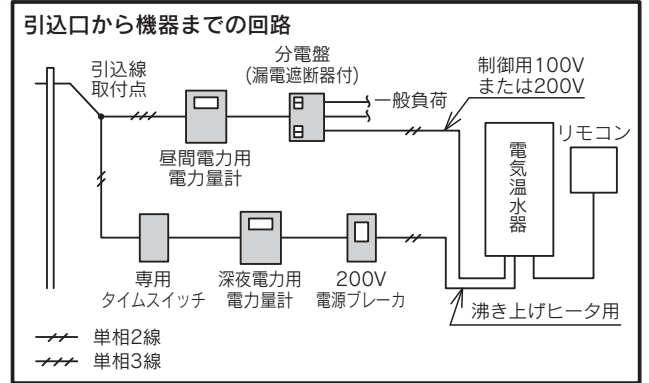 引込口から機器までの回路
引込線
取付点
分電盤
(漏電遮断器付)
一般負荷
制御用100V
または200V
リモコン
電気温水器
昼間電力用
電力量計
専用
タイムスイッチ
深夜電力用
電力量計
200V
電源ブレーカ
沸き上げヒータ用
単相2線
単相3線